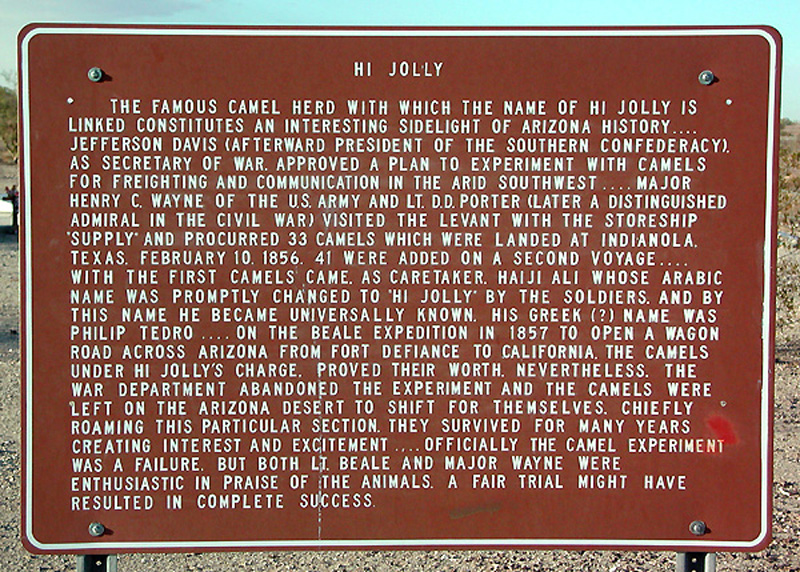 HI JOLLY
THE FAMOUS CAMEL HERD WITH WHICH THE NAME OF HI JOLLY IS
LINKED CONSTITUTES AN INTERESTING SIDELIGHT OF ARIZONA HISTORY....
JEFFERSON DAVIS (AFTERWARD PRESIDENT OF THE SOUTHERN CONFEDERACY),
AS SECRETARY OF WAR, APPROVED A PLAN TO EXPERIMENT WITH CAMELS
FOR FREIGHTING AND COMMUNICATION IN THE ARID SOUTHWEST .... MAJOR
HENRY C. WAYNE OF THE U.S. ARMY AND LT. D.D. PORTER (LATER A DISTINGUISHED
ADMIRAL IN THE CIVIL WAR) VISITED THE LEVANT WITH THE STORESHIP
"SUPPLY" AND PROCURRED 33 CAMELS WHICH WERE LANDED AT INDIANOLA,
TEXAS, FEBRUARY 10, 1856. 41 WERE ADDED ON A SECOND VOYAGE....
WITH THE FIRST CAMELS CAME, AS CARETAKER, HAIJI ALI WHOSE ARABIC
NAME WAS PROMPTLY CHANGED TO "HI JOLLY" BY THE SOLDIERS, AND BY
THIS NAME HE BECAME UNIVERSALLY KNOWN. HIS GREEK (?) NAME WAS
PHILIP TEDRO .... ON THE BEALE EXPEDITION IN 1857 TO OPEN A WAGON
ROAD ACROSS ARIZONA FROM FORT DEFIANCE TO CALIFORNIA, THE CAMELS
UNDER HI JOLLY'S CHARGE, PROVED THEIR WORTH. NEVERTHELESS, THE
WAR DEPARTMENT ABANDONED THE EXPERIMENT AND THE CAMELS WERE
LEFT ON THE ARIZONA DESERT TO SHIFT FOR THEMSELVES. CHIEFLY
ROAMING THIS PARTICULAR SECTION, THEY SURVIVED FOR MANY YEARS
CREATING INTEREST AND EXCITEMENT .... OFFICIALLY THE CAMEL EXPERIMENT
WAS A FAILURE, BUT BOTH LT. BEALE AND MAJOR WAYNE WERE
ENTHUSIASTIC IN PRAISE OF THE ANIMALS. A FAIR TRIAL MIGHT HAVE
RESULTED IN COMPLETE SUCCESS.